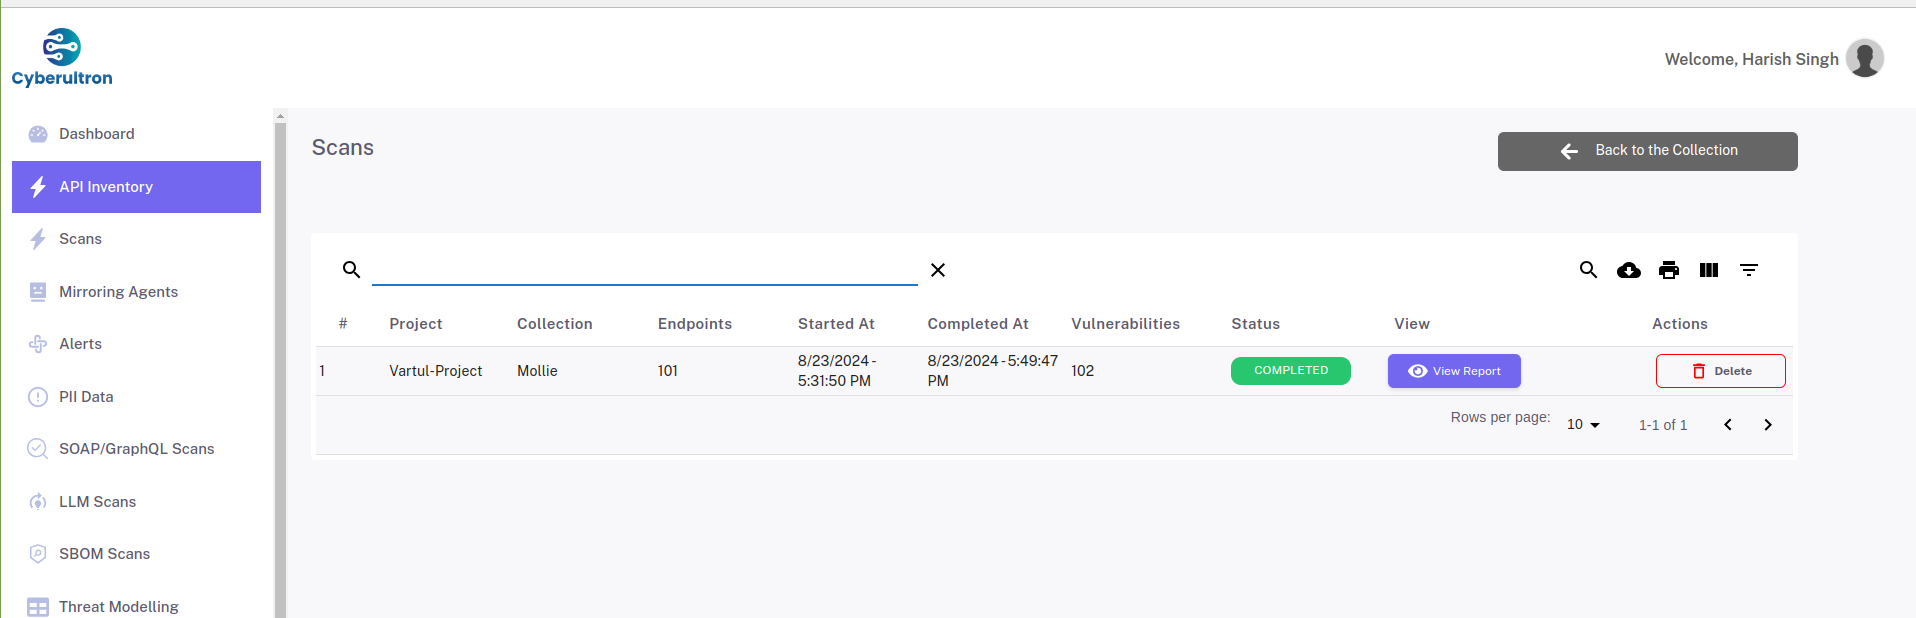 Cyberultron
Welcome, Harish Singh
Dashboard
API Inventory
Scans
Mirroring Agents
Alerts
PII Data
SOAP/GraphQL Scans
LLM Scans
SBOM Scans
Threat Modelling
Scans
Back to the Collection
# Project Collection Endpoints Started At Completed At Vulnerabilities Status View Actions
1 Vartul-Project Mollie 101 8/23/2024 - 5:31:50 PM 8/23/2024 - 5:49:47 PM 102 COMPLETED View Report Delete
Rows per page: 10 1-1 of 1